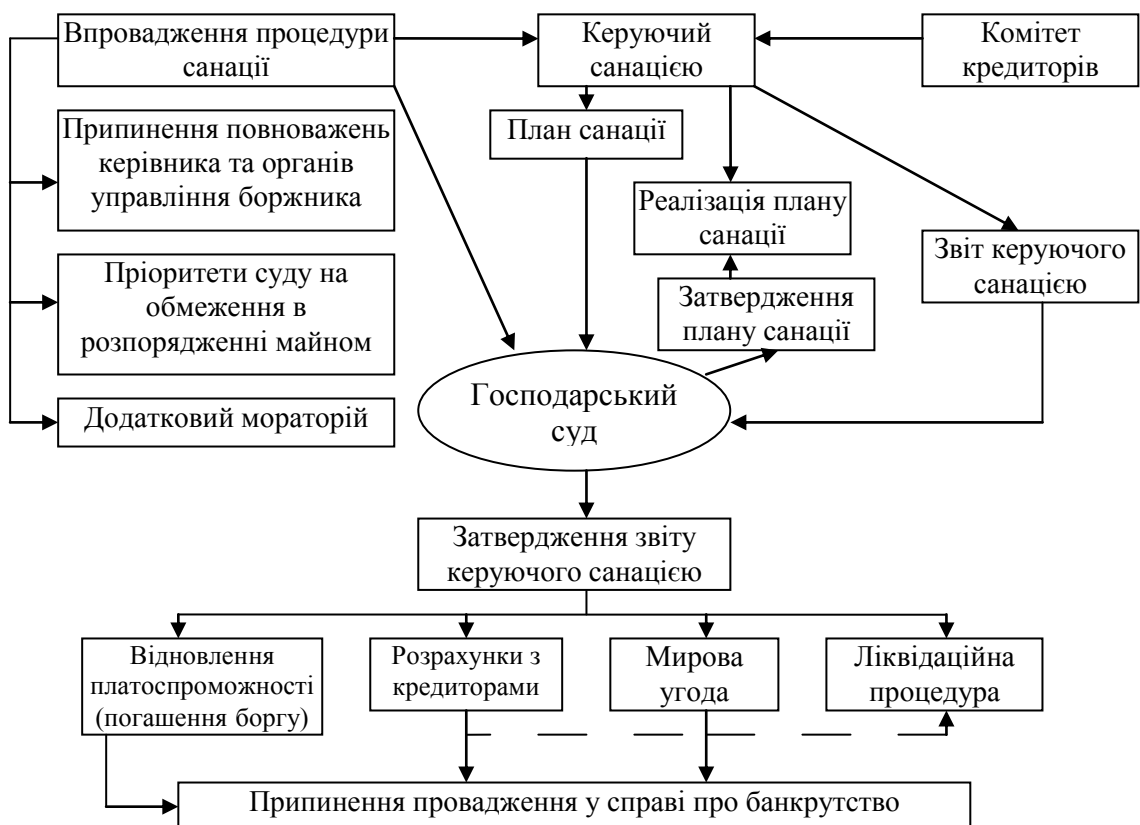 Впровадження процедури
санації
Керуючий
санацією
Комітет
кредиторів
Припинення повноважень
керівника та органів
управління боржника
План санації
Реалізація плану
санації
Звіт керуючого
санацією
Пріоритети суду на
обмеження в
розпорядженні майном
Затвердження
плану санації
Додатковий мораторій
Господарський
суд
Затвердження звіту
керуючого санацією
Відновлення
платоспроможності
(погашення боргу)
Розрахунки з
кредиторами
Мирова
угода
Ліквідаційна
процедура
Припинення провадження у справі про банкрутство